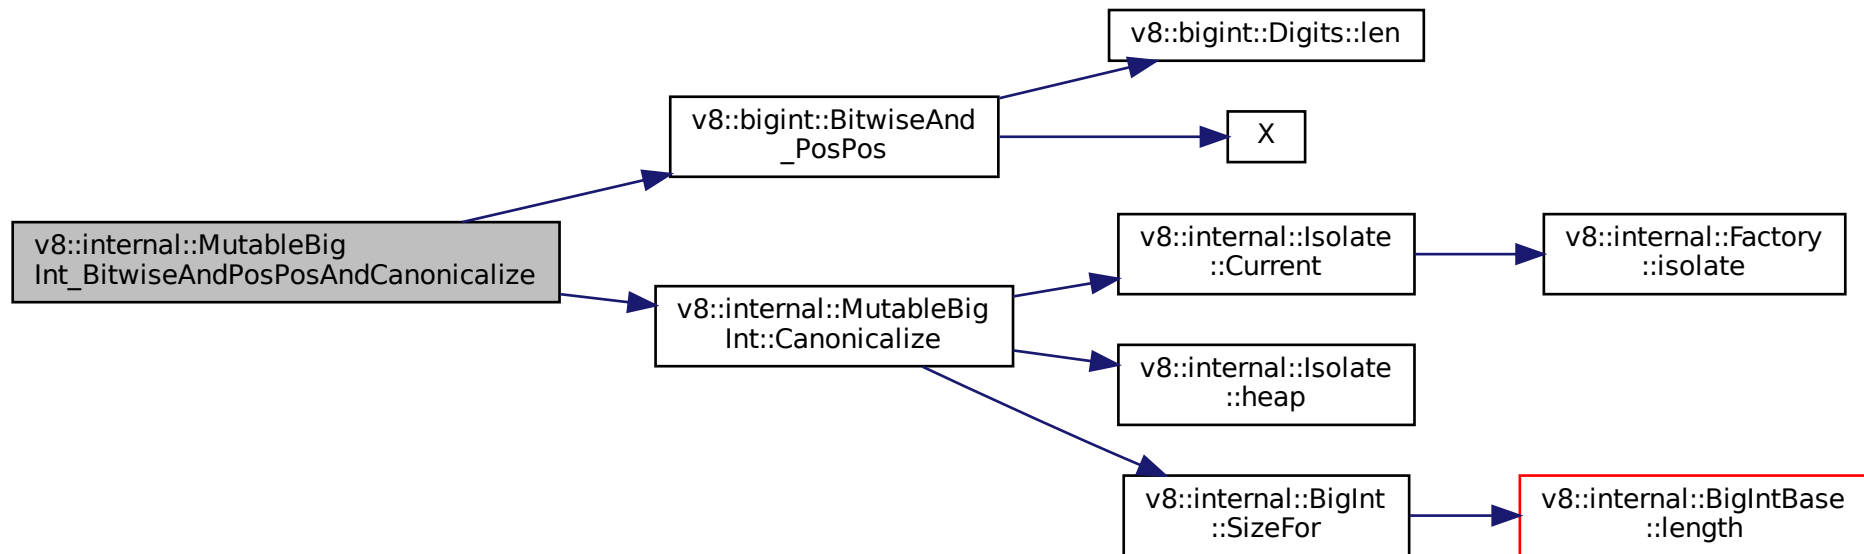 v8::bigint::Digits::len
v8::bigint::BitwiseAnd
_PosPos
X
v8::internal::MutableBig
Int_BitwiseAndPosPosAndCanonicalize
v8::internal::Isolate
::Current
v8::internal::Factory
::isolate
v8::internal::MutableBig
Int::Canonicalize
v8::internal::Isolate
::heap
v8::internal::BigInt
::SizeFor
v8::internal::BigIntBase
::length